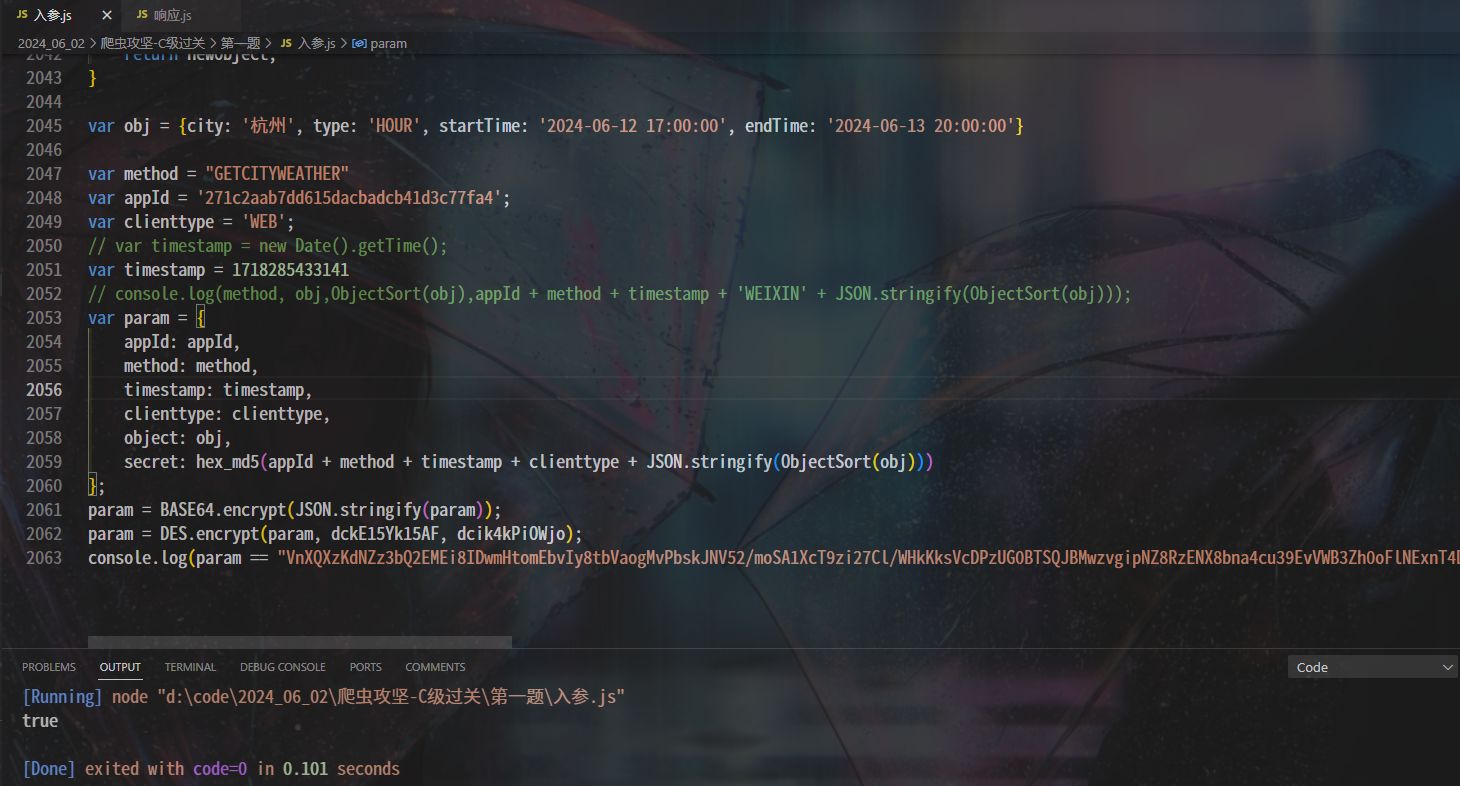 JS 入参.js × JS 响应.js
2024_06_02 > 爬虫攻坚-C级过关 > 第一题 > JS 入参.js > param
2042 return newObject;
2043 }
2044
2045 var obj = {city: '杭州', type: 'HOUR', startTime: '2024-06-12 17:00:00', endTime: '2024-06-13 20:00:00'}
2046
2047 var method = "GETCITYWEATHER"
2048 var appId = '271c2aab7dd615dacbadcb41d3c77fa4';
2049 var clienttype = 'WEB';
2050 // var timestamp = new Date().getTime();
2051 var timestamp = 1718285433141
2052 // console.log(method, obj,ObjectSort(obj),appId + method + timestamp + 'WEIXIN' + JSON.stringify(ObjectSort(obj)));
2053 var param = {
2054 appId: appId,
2055 method: method,
2056 timestamp: timestamp,
2057 clienttype: clienttype,
2058 object: obj,
2059 secret: hex_md5(appId + method + timestamp + clienttype + JSON.stringify(ObjectSort(obj)))
2060 };
2061 param = BASE64.encrypt(JSON.stringify(param));
2062 param = DES.encrypt(param, dckE15Yk15AF, dcik4kPiOWjo);
2063 console.log(param == "VnXQXzKdNZz3bQ2EMEi8IDwmHtomEbvIy8tbVaogMvPbskJNV52/moSA1XcT9zi27Cl/WHkKksVcDPzUGOBTSQJBMwzvgipNZ8RzENX8bna4cu39EvVWB3ZhOoFlNExnT4
PROBLEMS OUTPUT TERMINAL DEBUG CONSOLE PORTS COMMENTS Code
[Running] node "d:\code\2024_06_02\爬虫攻坚-C级过关\第一题\入参.js"
true
[Done] exited with code=0 in 0.101 seconds